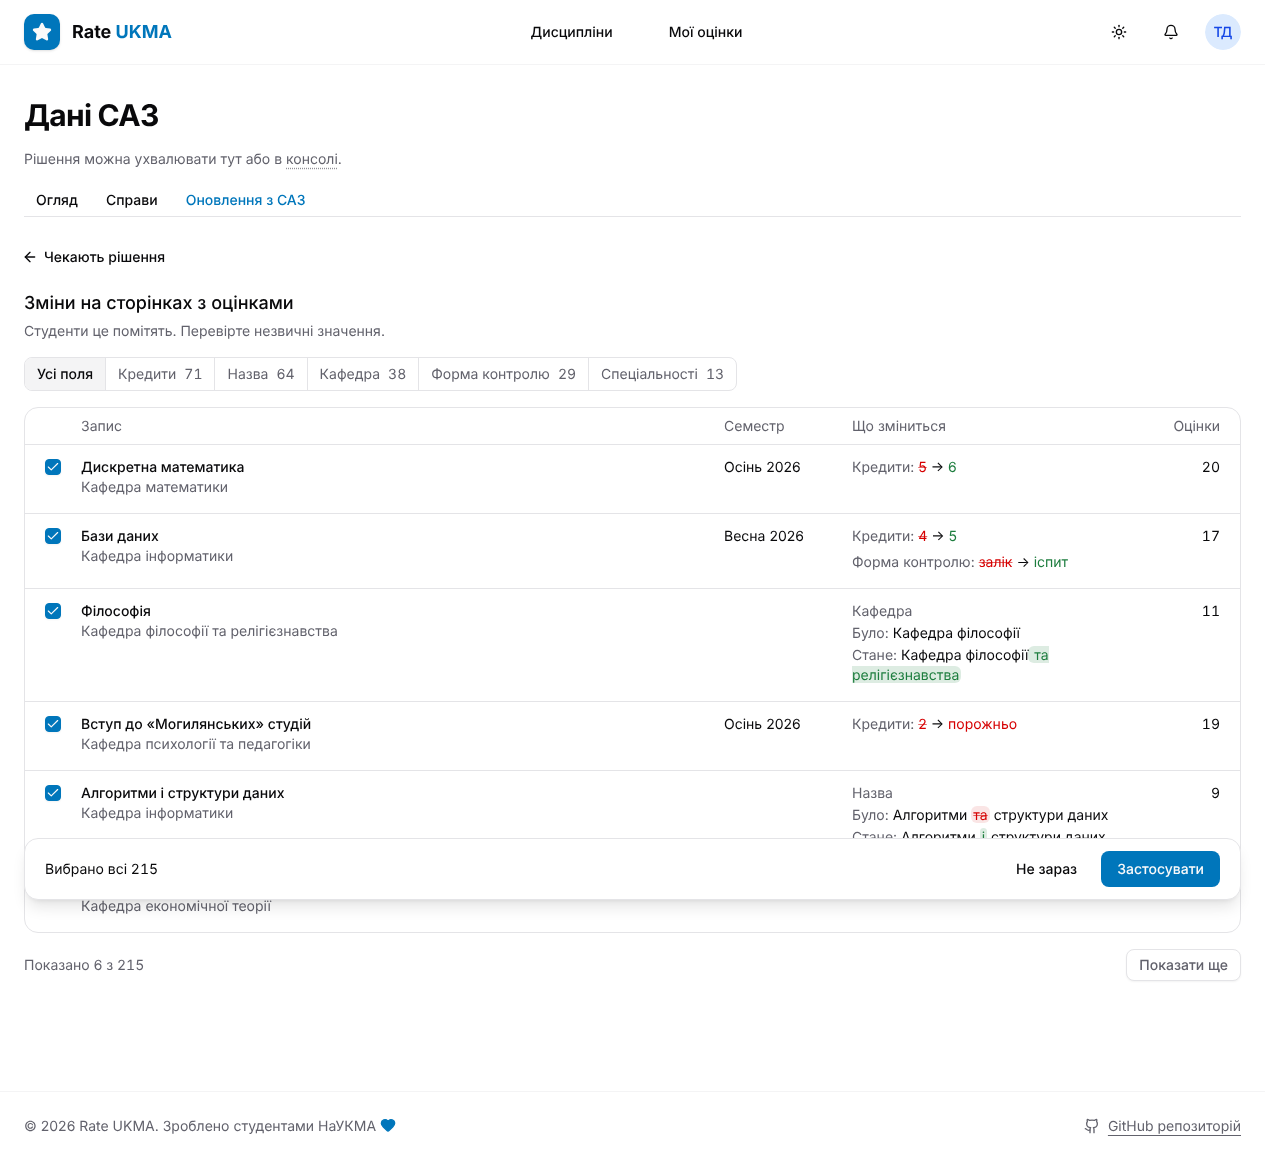 Rate UKMA
Дисципліни
Мої оцінки
ТД
Дані САЗ
Рішення можна ухвалювати тут або в консолі.
Огляд
Справи
Оновлення з САЗ
← Чекають рішення
Зміни на сторінках з оцінками
Студенти це помітять. Перевірте незвичні значення.
Усі поля
Кредити 71
Назва 64
Кафедра 38
Форма контролю 29
Спеціальності 13
Запис
Семестр
Що зміниться
Оцінки
Дискретна математика
Кафедра математики
Осінь 2026
Кредити: 5 → 6
20
Бази даних
Кафедра інформатики
Весна 2026
Кредити: 4 → 5
Форма контролю: залік → іспит
17
Філософія
Кафедра філософії та релігієзнавства
Кафедра
Було: Кафедра філософії
Стане: Кафедра філософії та
релігієзнавства
11
Вступ до «Могилянських» студій
Кафедра психології та педагогіки
Осінь 2026
Кредити: 2 → порожньо
19
Алгоритми і структури даних
Кафедра інформатики
Назва
Було: Алгоритми та структури даних
Стане: Алгоритми і структури даних
9
Вибрано всі 215
Не зараз
Застосувати
Кафедра економічної теорії
Показано 6 з 215
Показати ще
© 2026 Rate UKMA. Зроблено студентами НаУКМА
GitHub репозиторій